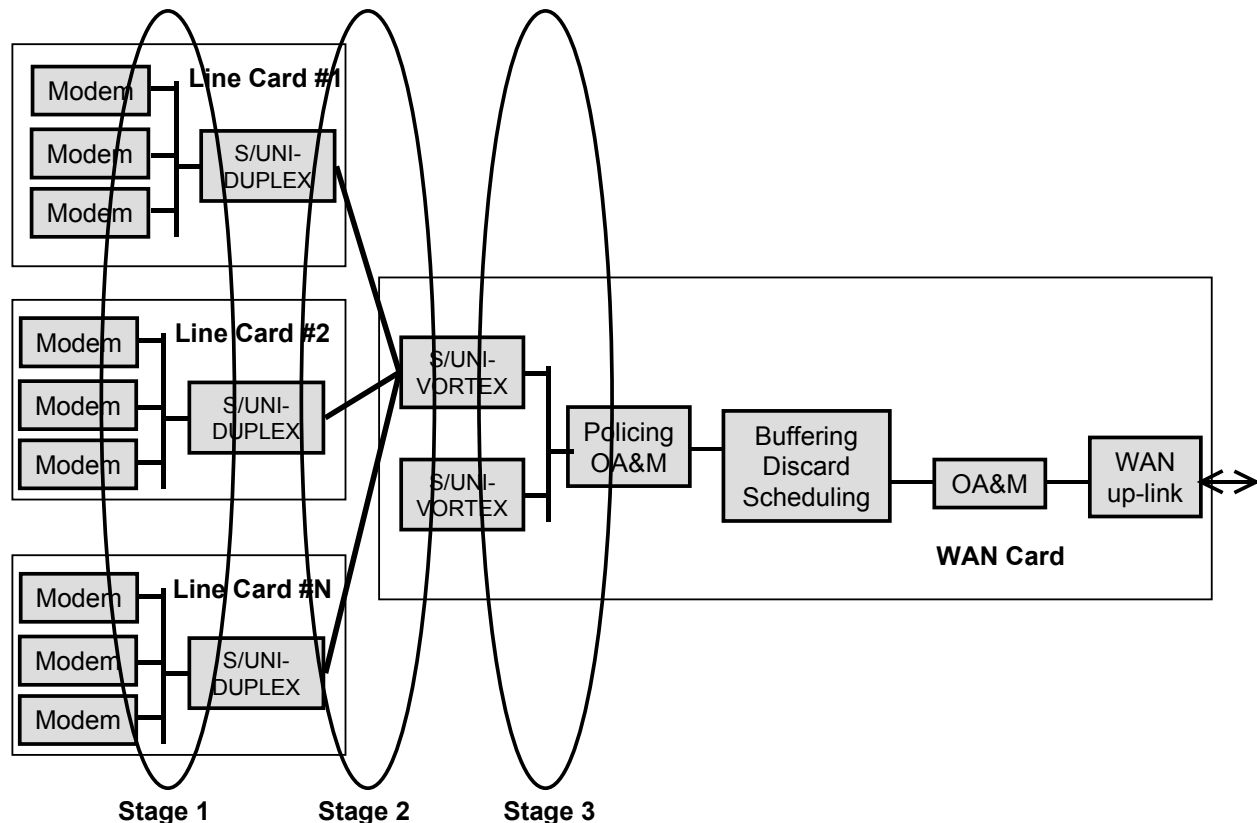 Line Card #1
Modem
Modem
Modem
S/UNI-
DUPLEX
Line Card #2
Modem
Modem
Modem
S/UNI-
DUPLEX
Line Card #N
Modem
Modem
Modem
S/UNI-
DUPLEX
S/UNI-
VORTEX
S/UNI-
VORTEX
Policing
OA&M
Buffering
Discard
Scheduling
OA&M
WAN
up-link
WAN Card
Stage 1
Stage 2
Stage 3